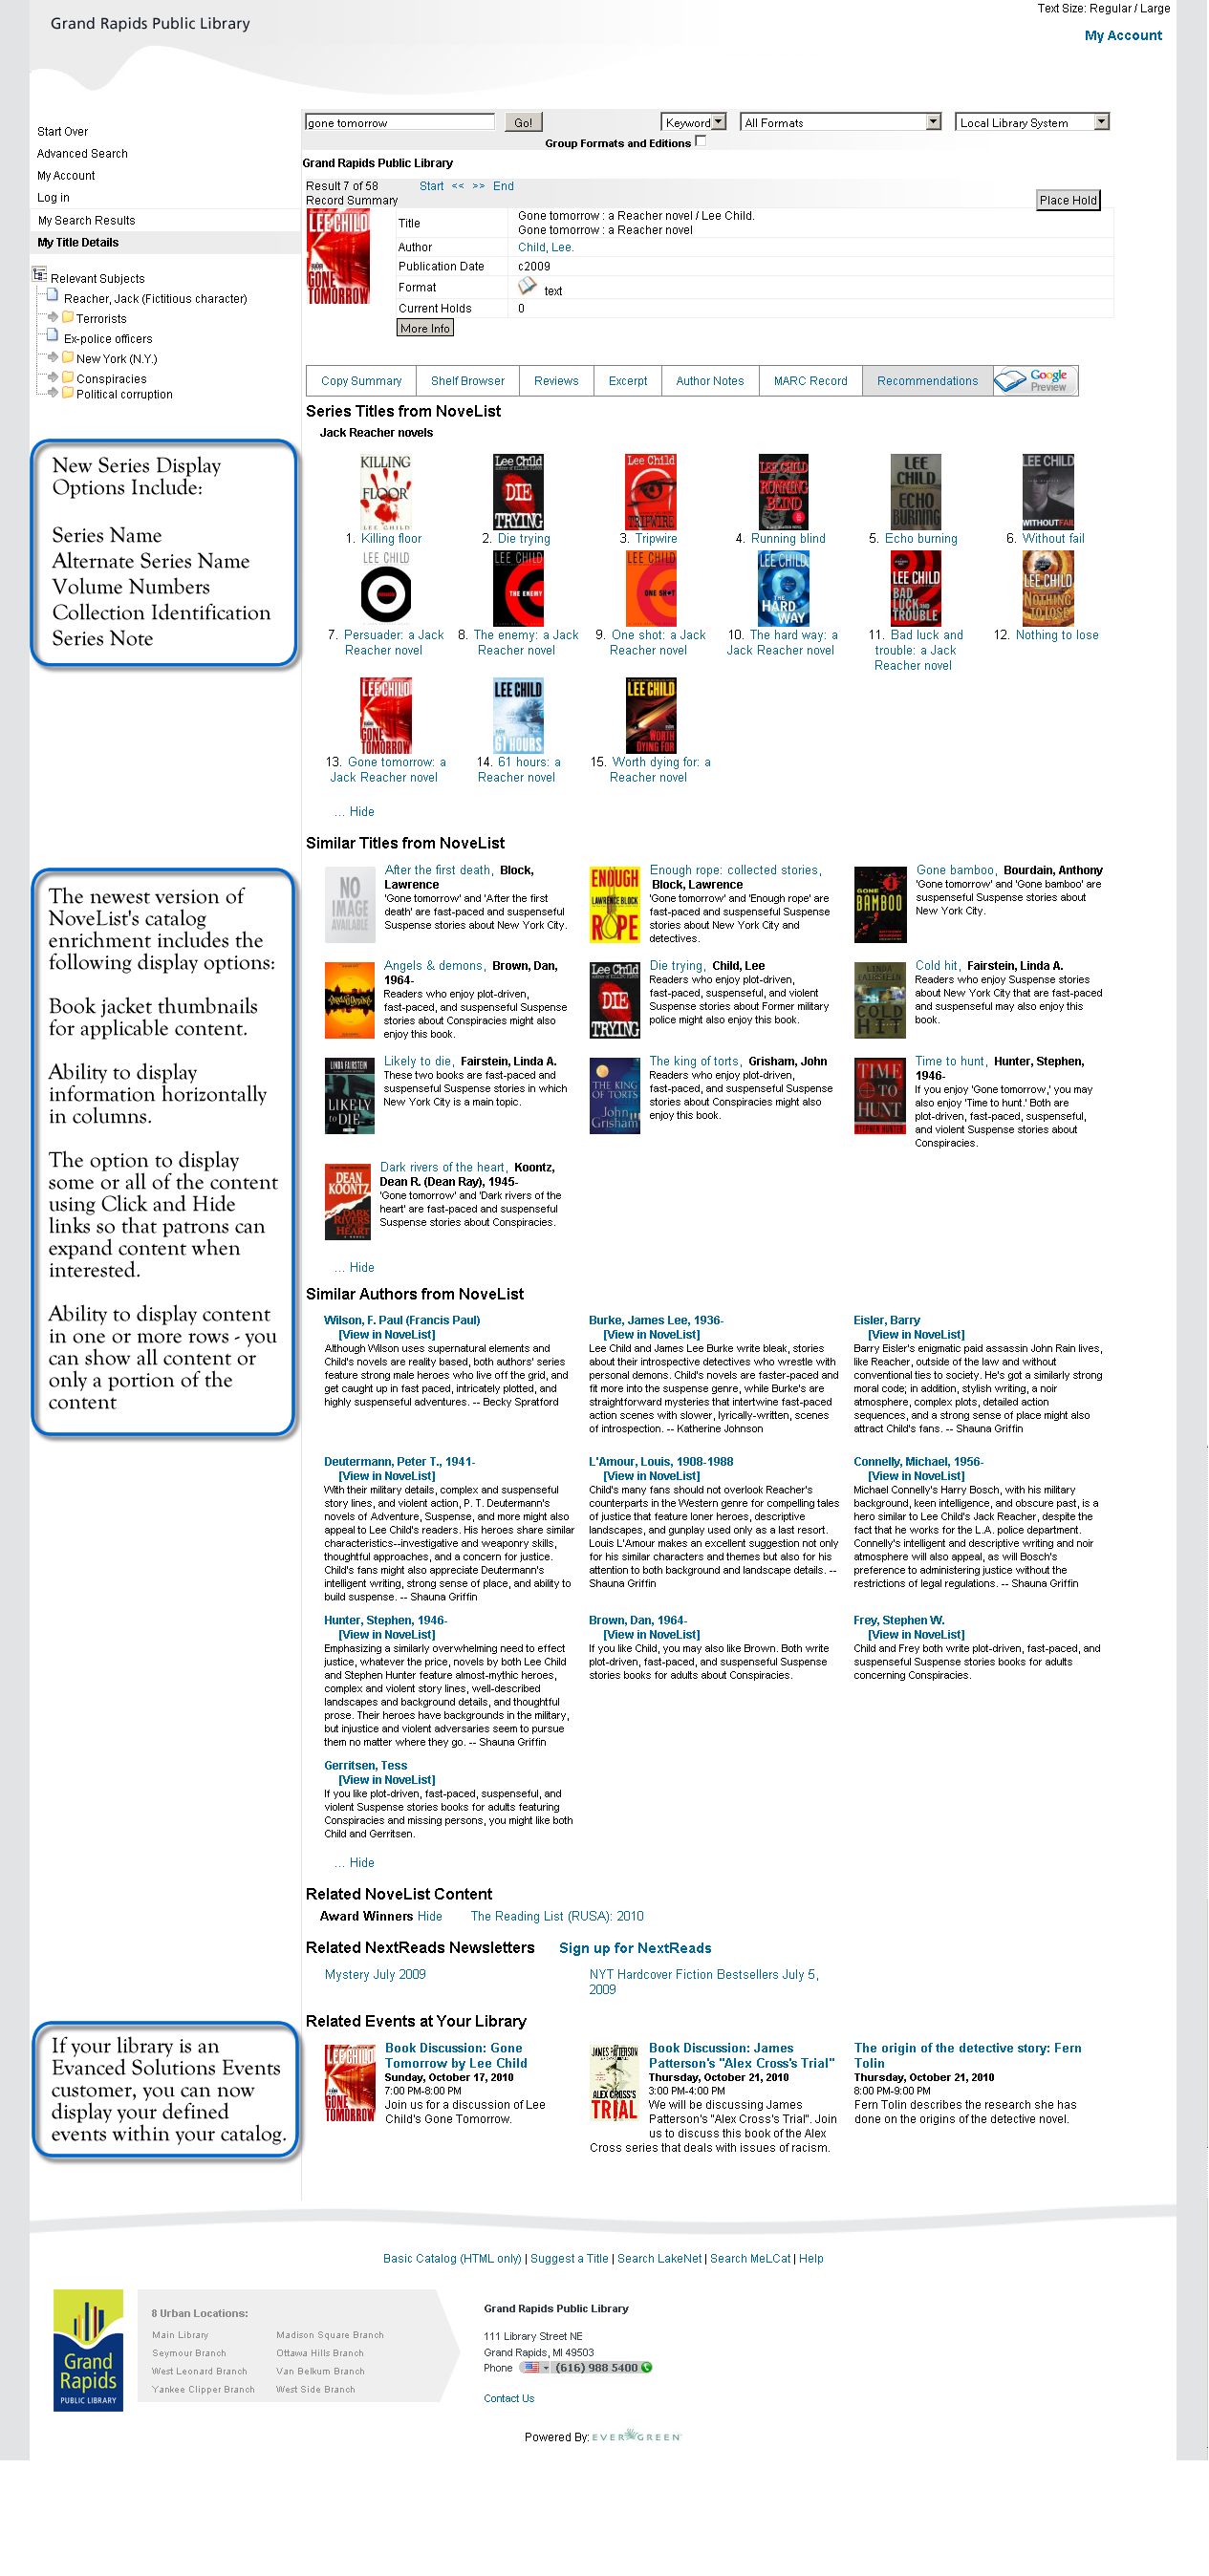 Grand Rapids Public Library
Text Size: Regular / Large
My Account
Start Over
Advanced Search
My Account
Log in
My Search Results
My Title Details
Relevant Subjects
Reacher, Jack (Fictitious character)
Terrorists
Ex-police officers
New York (N.Y.)
Conspiracies
Political corruption
gone tomorrow
Go!
Keyword
All Formats
Local Library System
Group Formats and Editions
Grand Rapids Public Library
Result 7 of 58 Start << >> End
Record Summary
Place Hold
LEE CHILD
GONE
TOMORROW
Title
Gone tomorrow : a Reacher novel / Lee Child.
Gone tomorrow : a Reacher novel
Author Child, Lee.
Publication Date c2009
Format text
Current Holds 0
More Info
Copy Summary
Shelf Browser
Reviews
Excerpt
Author Notes
MARC Record
Recommendations
Google
Preview
New Series Display
Options Include:
Series Name
Alternate Series Name
Volume Numbers
Collection Identification
Series Note
Series Titles from NoveList
Jack Reacher novels
1. Killing floor
2. Die trying
3. Tripwire
4. Running blind
5. Echo burning
6. Without fail
7. Persuader: a Jack
Reacher novel
8. The enemy: a Jack
Reacher novel
9. One shot: a Jack
Reacher novel
10. The hard way: a
Jack Reacher novel
11. Bad luck and
trouble: a Jack
Reacher novel
12. Nothing to lose
13. Gone tomorrow: a
Jack Reacher novel
14. 61 hours: a
Reacher novel
15. Worth dying for: a
Reacher novel
... Hide
The newest version of
NoveList's catalog
enrichment includes the
following display options:
Book jacket thumbnails
for applicable content.
Ability to display
information horizontally
in columns.
The option to display
some or all of the content
using Click and Hide
links so that patrons can
expand content when
interested.
Ability to display content
in one or more rows - you
can show all content or
only a portion of the
content
Similar Titles from NoveList
NO
IMAGE
AVAILABLE
After the first death, Block,
Lawrence
'Gone tomorrow' and 'After the first
death' are fast-paced and suspenseful
Suspense stories about New York City.
Enough rope: collected stories,
Block, Lawrence
'Gone tomorrow' and 'Enough rope' are
fast-paced and suspenseful Suspense
stories about New York City and
detectives.
Gone bamboo, Bourdain, Anthony
'Gone tomorrow' and 'Gone bamboo' are
suspenseful Suspense stories about
New York City.
Angels & demons, Brown, Dan,
1964-
Readers who enjoy plot-driven,
fast-paced, and suspenseful Suspense
stories about Conspiracies might also
enjoy this book.
Die trying, Child, Lee
Readers who enjoy plot-driven,
fast-paced, suspenseful, and violent
Suspense stories about Former military
police might also enjoy this book.
Cold hit, Fairstein, Linda A.
Readers who enjoy Suspense stories
about New York City that are fast-paced
and suspenseful may also enjoy this
book.
Likely to die, Fairstein, Linda A.
These two books are fast-paced and
suspenseful Suspense stories in which
New York City is a main topic.
The king of torts, Grisham, John
Readers who enjoy plot-driven,
fast-paced, and suspenseful Suspense
stories about Conspiracies might also
enjoy this book.
Time to hunt, Hunter, Stephen,
1946-
If you enjoy 'Gone tomorrow,' you may
also enjoy 'Time to hunt.' Both are
plot-driven, fast-paced, suspenseful,
and violent Suspense stories about
Conspiracies.
Dark rivers of the heart, Koontz,
Dean R. (Dean Ray), 1945-
'Gone tomorrow' and 'Dark rivers of the
heart' are fast-paced and suspenseful
Suspense stories about Conspiracies.
... Hide
Similar Authors from NoveList
Wilson, F. Paul (Francis Paul)
[View in NoveList]
Although Wilson uses supernatural elements and
Child's novels are reality based, both authors' series
feature strong male heroes who live off the grid, and
get caught up in fast paced, intricately plotted, and
highly suspenseful adventures. -- Becky Spratford
Burke, James Lee, 1936-
[View in NoveList]
Lee Child and James Lee Burke write bleak, stories
about their introspective detectives who wrestle with
personal demons. Child's novels are faster-paced and
fit more into the suspense genre, while Burke's are
straightforward mysteries that intertwine fast-paced
action scenes with slower, lyrically-written, scenes
of introspection. -- Katherine Johnson
Eisler, Barry
[View in NoveList]
Barry Eisler's enigmatic paid assassin John Rain lives,
like Reacher, outside of the law and without
conventional ties to society. He's got a similarly strong
moral code; in addition, stylish writing, a noir
atmosphere, complex plots, detailed action
sequences, and a strong sense of place might also
attract Child's fans. -- Shauna Griffin
Deutermann, Peter T., 1941-
[View in NoveList]
With their military details, complex and suspenseful
story lines, and violent action, P. T. Deutermann's
novels of Adventure, Suspense, and more might also
appeal to Lee Child's readers. His heroes share similar
characteristics--investigative and weaponry skills,
thoughtful approaches, and a concern for justice.
Child's fans might also appreciate Deutermann's
intelligent writing, strong sense of place, and ability to
build suspense. -- Shauna Griffin
L'Amour, Louis, 1908-1988
[View in NoveList]
Child's many fans should not overlook Reacher's
counterparts in the Western genre for compelling tales
of justice that feature loner heroes, descriptive
landscapes, and gunplay used only as a last resort.
Louis L'Amour makes an excellent suggestion not only
for his similar characters and themes but also for his
attention to both background and landscape details. --
Shauna Griffin
Connelly, Michael, 1956-
[View in NoveList]
Michael Connelly's Harry Bosch, with his military
background, keen intelligence, and obscure past, is a
hero similar to Lee Child's Jack Reacher, despite the
fact that he works for the L.A. police department.
Connelly's intelligent and descriptive writing and noir
atmosphere will also appeal, as will Bosch's
preference to administering justice without the
restrictions of legal regulations. -- Shauna Griffin
Hunter, Stephen, 1946-
[View in NoveList]
Emphasizing a similarly overwhelming need to effect
justice, whatever the price, novels by both Lee Child
and Stephen Hunter feature almost-mythic heroes,
complex and violent story lines, well-described
landscapes and background details, and thoughtful
prose. Their heroes have backgrounds in the military,
but injustice and violent adversaries seem to pursue
them no matter where they go. -- Shauna Griffin
Brown, Dan, 1964-
[View in NoveList]
If you like Child, you may also like Brown. Both write
plot-driven, fast-paced, and suspenseful Suspense
stories books for adults about Conspiracies.
Frey, Stephen W.
[View in NoveList]
Child and Frey both write plot-driven, fast-paced, and
suspenseful Suspense stories books for adults
concerning Conspiracies.
Gerritsen, Tess
[View in NoveList]
If you like plot-driven, fast-paced, suspenseful, and
violent Suspense stories books for adults featuring
Conspiracies and missing persons, you might like both
Child and Gerritsen.
... Hide
Related NoveList Content
Award Winners Hide The Reading List (RUSA): 2010
Related NextReads Newsletters Sign up for NextReads
Mystery July 2009
NYT Hardcover Fiction Bestsellers July 5,
2009
If your library is an
Evanced Solutions Events
customer, you can now
display your defined
events within your catalog.
Related Events at Your Library
Book Discussion: Gone
Tomorrow by Lee Child
Sunday, October 17, 2010
7:00 PM-8:00 PM
Join us for a discussion of Lee
Child's Gone Tomorrow.
Book Discussion: James
Patterson's "Alex Cross's Trial"
Thursday, October 21, 2010
3:00 PM-4:00 PM
We will be discussing James
Patterson's "Alex Cross's Trial". Join
us to discuss this book of the Alex
Cross series that deals with issues of racism.
The origin of the detective story: Fern
Tolin
Thursday, October 21, 2010
8:00 PM-9:00 PM
Fern Tolin describes the research she has
done on the origins of the detective novel.
Basic Catalog (HTML only) | Suggest a Title | Search LakeNet | Search MeLCat | Help
Grand
Rapids
PUBLIC LIBRARY
8 Urban Locations:
Main Library
Madison Square Branch
Seymour Branch
Ottawa Hills Branch
West Leonard Branch
Van Belkum Branch
Yankee Clipper Branch
West Side Branch
Grand Rapids Public Library
111 Library Street NE
Grand Rapids, MI 49503
Phone (616) 988 5400
Contact Us
Powered By: EVERGREEN